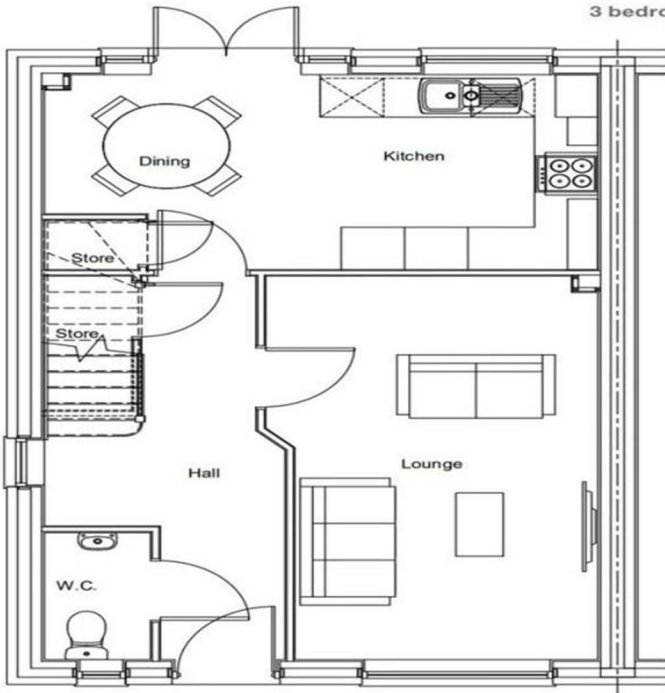 3 bedro
Dining
Kitchen
Store
Store
Hall
Lounge
W.C.